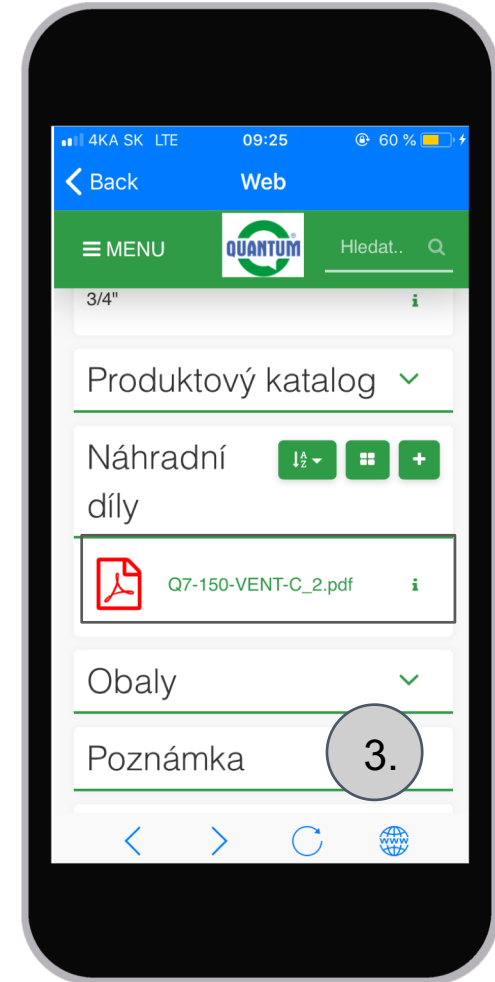 4KA SK LTE 09:25 60 %
Back Web
MENU QUANTUM Hledat..
3/4" i
Produktový katalog
Náhradní
díly
A
Z
Q7-150-VENT-C_2.pdf i
Obaly
Poznámka 3.
www